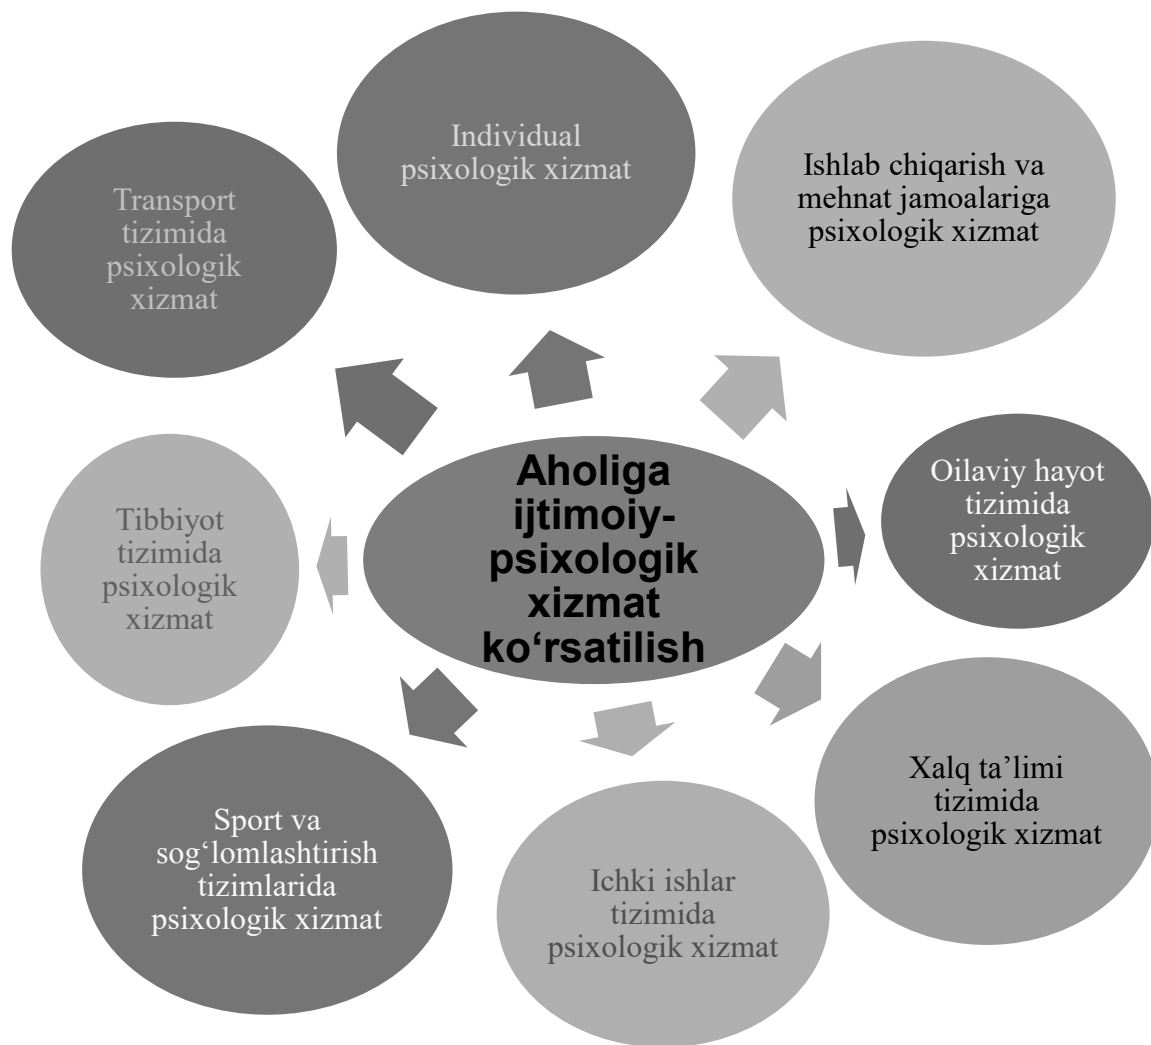 Individual
psixologik xizmat
Ishlab chiqarish va
mehnat jamoalariga
psixologik xizmat
Transport
tizimida
psixologik
xizmat
Oilaviy hayot
tizimida
psixologik
xizmat
Aholiga
ijtimoiy-
psixologik
xizmat
ko‘rsatilish
Tibbiyot
tizimida
psixologik
xizmat
Xalq ta’limi
tizimida
psixologik xizmat
Sport va
sog‘lomlashtirish
tizimlarida
psixologik xizmat
Ichki ishlar
tizimida
psixologik xizmat